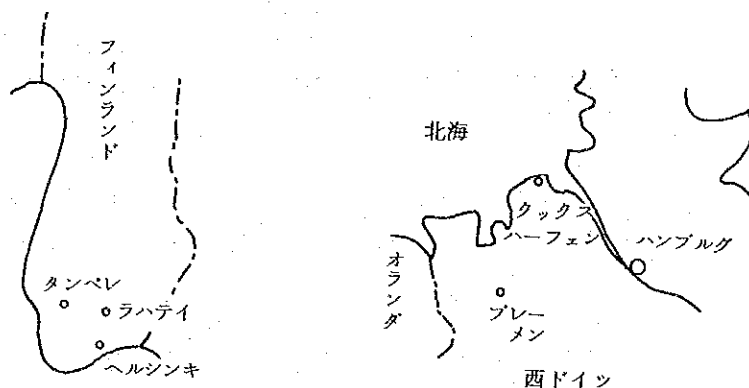 フィンランド
タンペレ
ラハテイ
ヘルシンキ
北海
クックス
ハーフェン
ハンブルグ
オランダ
ブレー
メン
西ドイツ